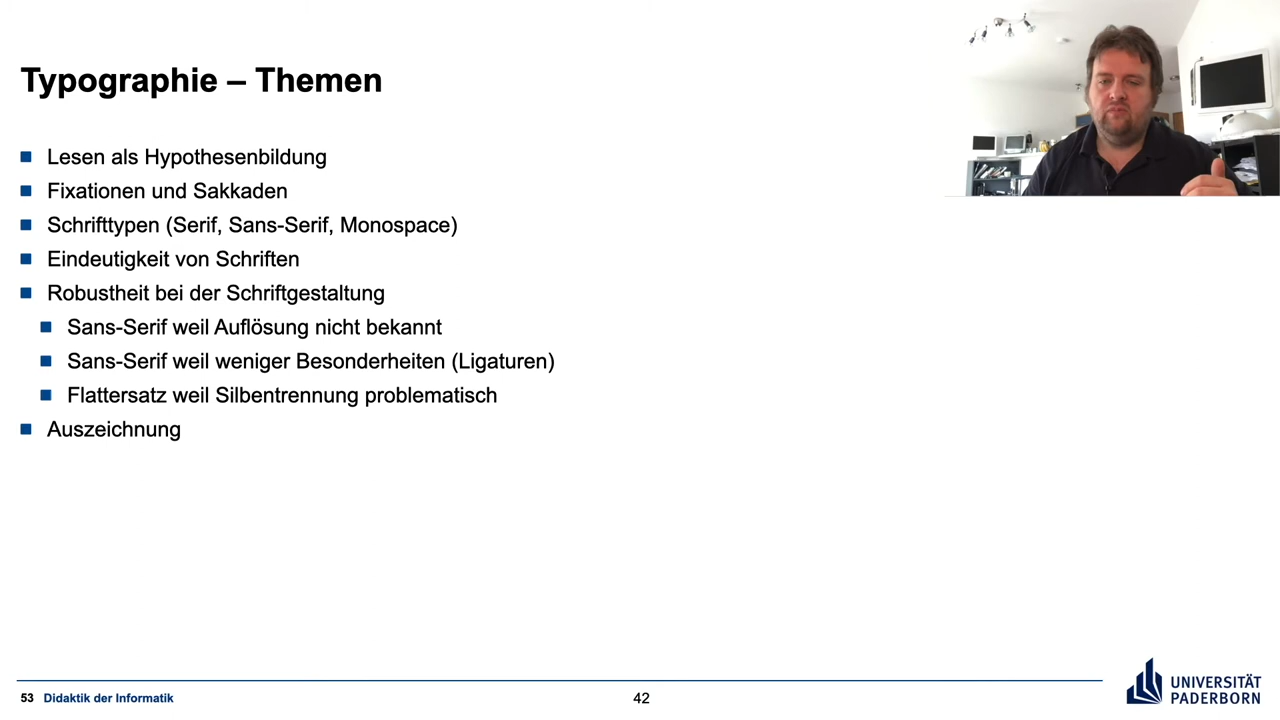 Typographie – Themen
Lesen als Hypothesenbildung
Fixationen und Sakkaden
Schrifttypen (Serif, Sans-Serif, Monospace)
Eindeutigkeit von Schriften
Robustheit bei der Schriftgestaltung
Sans-Serif weil Auflösung nicht bekannt
Sans-Serif weil weniger Besonderheiten (Ligaturen)
Flattersatz weil Silbentrennung problematisch
Auszeichnung
53 Didaktik der Informatik
42
UNIVERSITÄT
PADERBORN